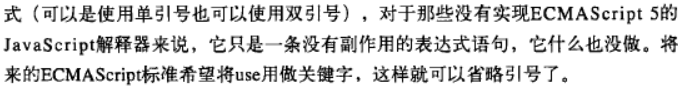 式（可以是使用单引号也可以使用双引号），对于那些没有实现ECMAScript 5的
JavaScript解释器来说，它只是一条没有副作用的表达式语句，它什么也没做。将
来的ECMAScript标准希望将use用做关键字，这样就可以省略引号了。